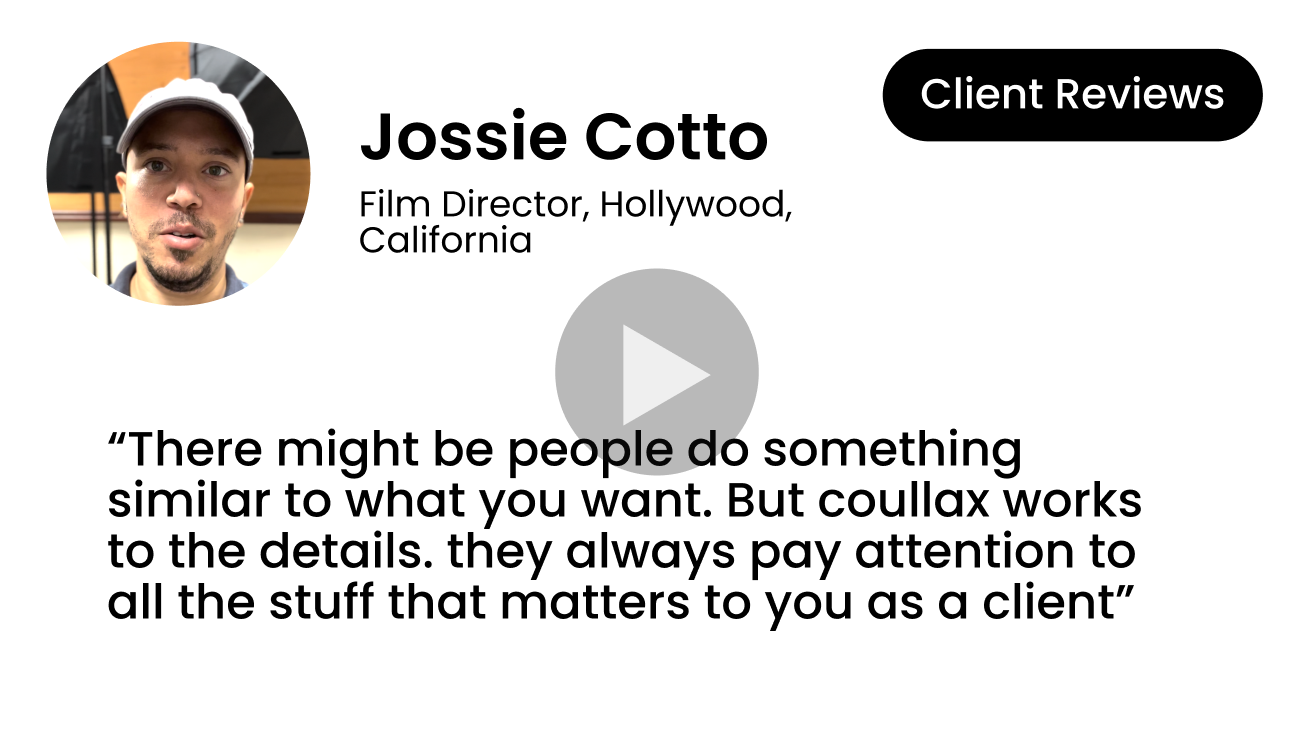 Client Reviews
Jossie Cotto
Film Director, Hollywood,
California
“There might be people do something
similar to what you want. But coullax works
to the details. they always pay attention to
all the stuff that matters to you as a client”